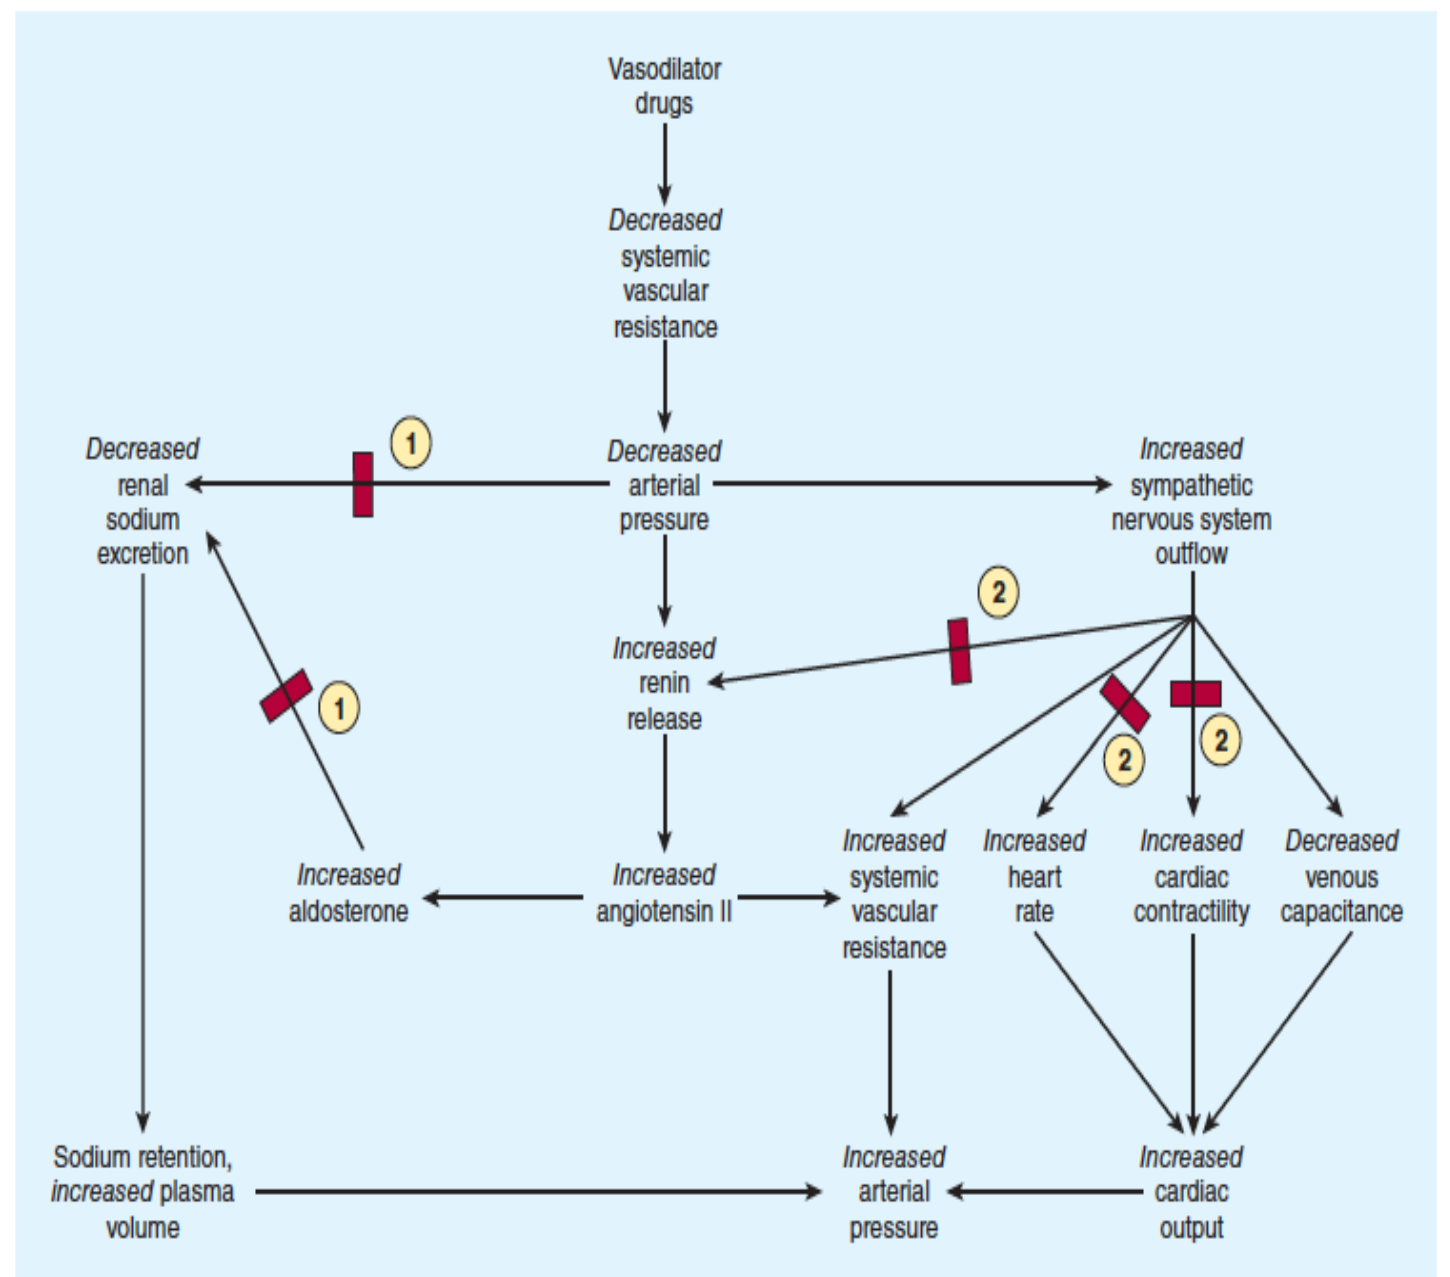 Vasodilator
drugs
Decreased
systemic
vascular
resistance
1
Decreased
renal
sodium
excretion
Decreased
arterial
pressure
Increased
sympathetic
nervous system
outflow
2
Increased
renin
release
1
2
2
Increased
aldosterone
Increased
angiotensin II
Increased
systemic
vascular
resistance
Increased
heart
rate
Increased
cardiac
contractility
Decreased
venous
capacitance
Sodium retention,
increased plasma
volume
Increased
arterial
pressure
Increased
cardiac
output